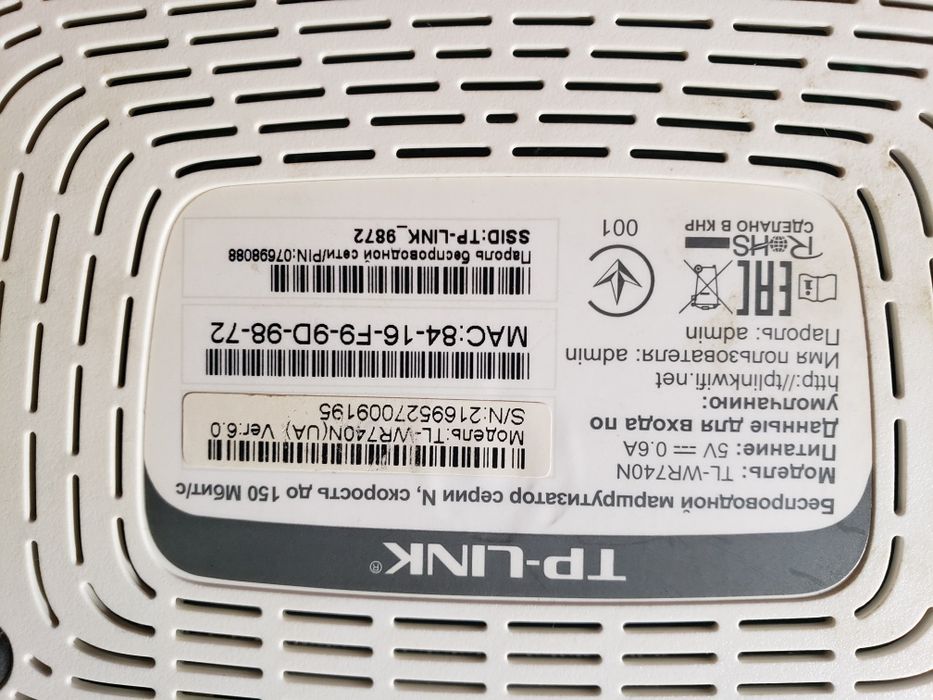 TP-LINK®
Беспроводной маршрутизатор серии N, скорость до 150 Мбит/с
Модель: TL-WR740N
Питание: 5V 0.6A
Данные для входа по
умолчанию:
http://tplinkwifi.net
Имя пользователя: admin
Пароль: admin
EAC
RoHS
СДЕЛАНО В КНР
001
Модель:TL-WR740N(UA) Ver:6.0
S/N:2169527009195
MAC:84-16-F9-9D-98-72
Пароль беспроводной сети/PIN:07698088
SSID:TP-LINK_9872